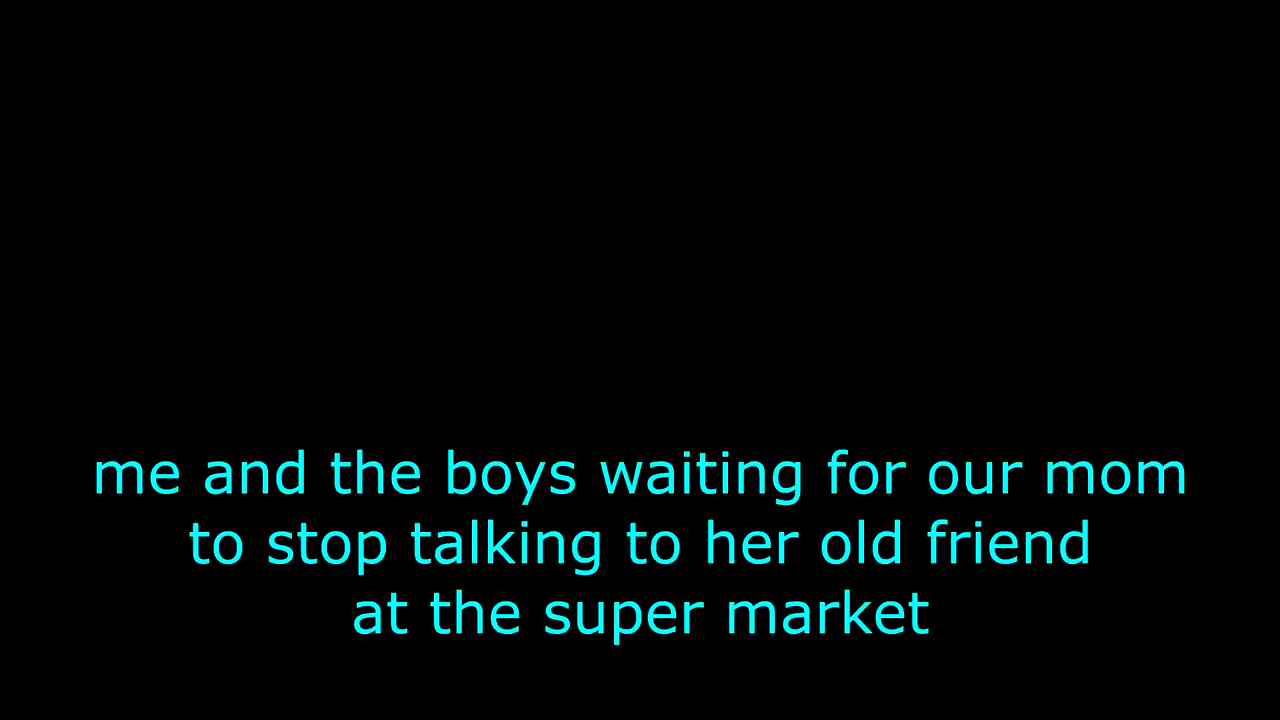 me and the boys waiting for our mom
to stop talking to her old friend
at the super market